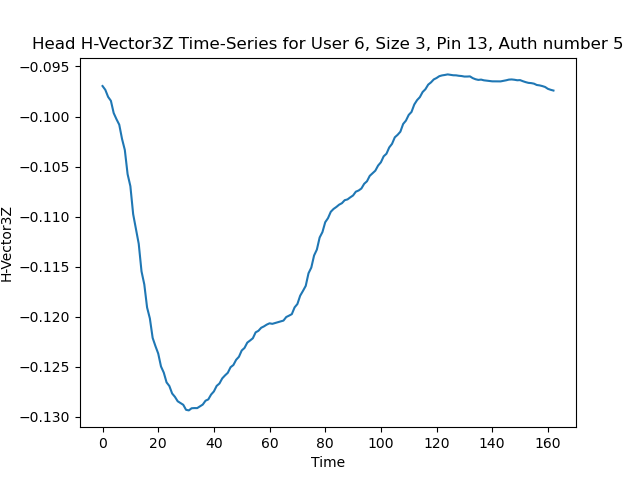 Head H-Vector3Z Time-Series for User 6, Size 3, Pin 13, Auth number 5
−0.095
−0.100
−0.105
−0.110
−0.115
−0.120
−0.125
−0.130
H-Vector3Z
0 20 40 60 80 100 120 140 160
Time